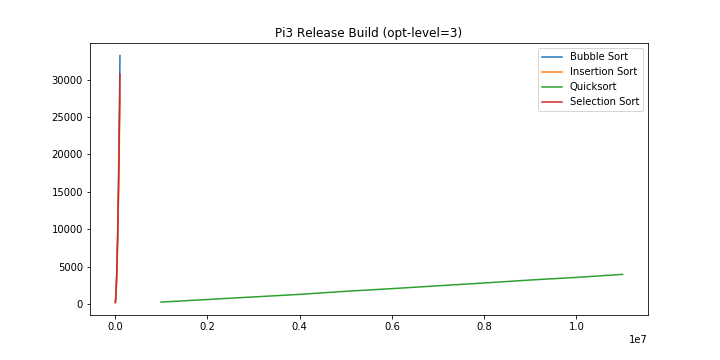 Pi3 Release Build (opt-level=3)
Bubble Sort
Insertion Sort
Quicksort
Selection Sort
30000
25000
20000
15000
10000
5000
0
0.0 0.2 0.4 0.6 0.8 1.0
1e7